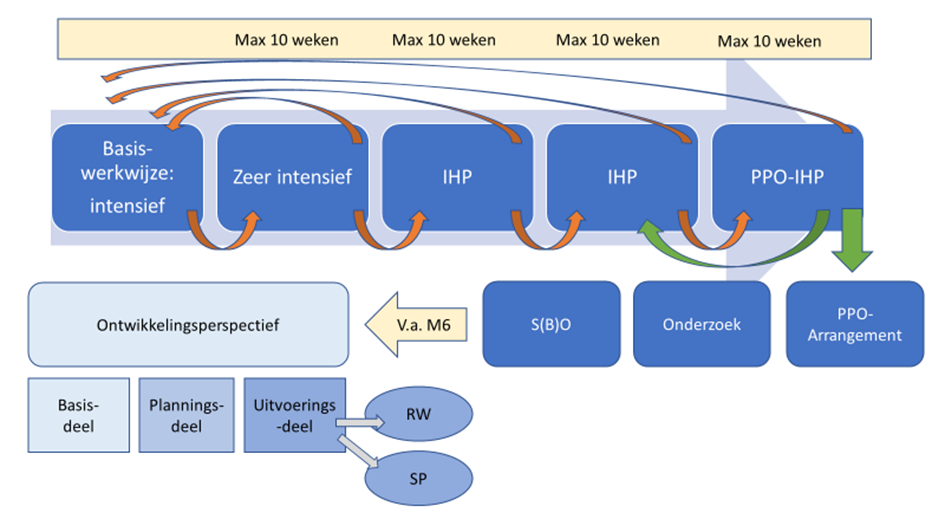 Max 10 weken
Max 10 weken
Max 10 weken
Max 10 weken
Basis-
werkwijze:
intensief
Zeer intensief
IHP
IHP
PPO-IHP
Ontwikkelingsperspectief
V.a. M6
S(B)O
Onderzoek
PPO-
Arrangement
Basis-
deel
Plannings-
deel
Uitvoerings
-deel
RW
SP